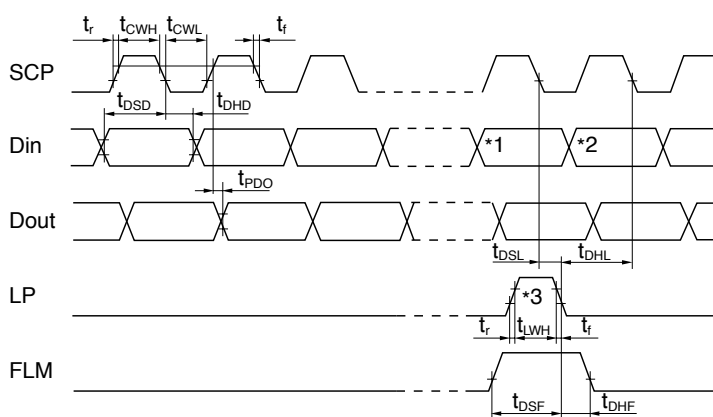 tr tCWH tCWL tf
SCP
tDSD tDHD
Din *1 *2
tPDO
Dout
tDSL tDHL
LP *3
tr tLWH tf
FLM
tDSF tDHF